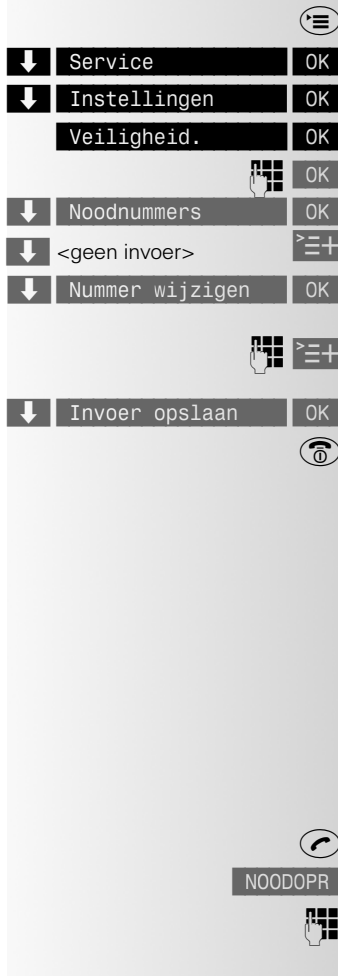 Service OK
Instellingen OK
Veiligheid. OK
OK
Noodnummers OK
<geen invoer>
Nummer wijzigen OK
Invoer opslaan OK
NOODOPR